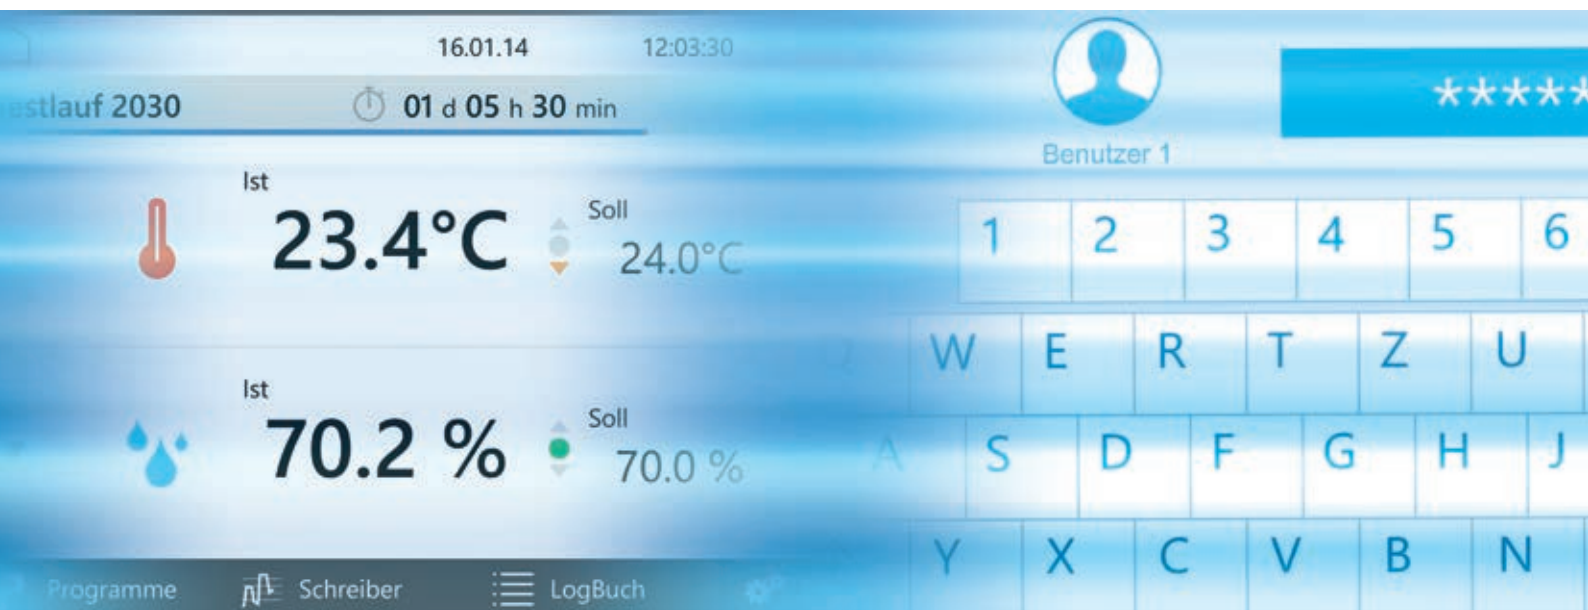 16.01.14 12:03:30
estlauf 2030 01 d 05 h 30 min
Ist
23.4°C
Soll
24.0°C
Ist
70.2 %
Soll
70.0 %
Programme Schreiber LogBuch
*****
Benutzer 1
1 2 3 4 5 6
W E R T Z U
A S D F G H J
Y X C V B N